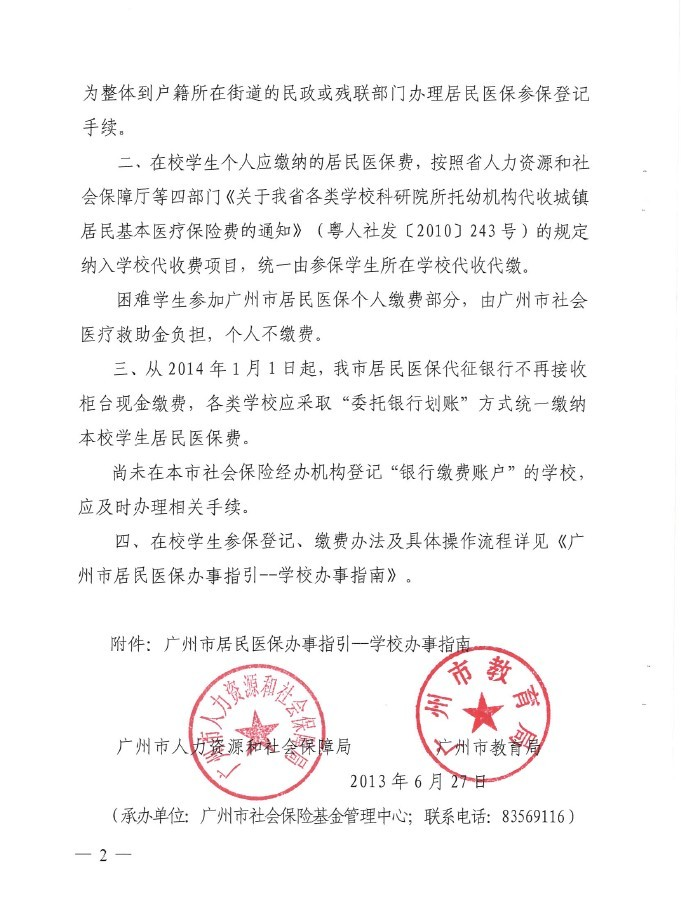 为整体到户籍所在街道的民政或残联部门办理居民医保参保登记
手续。
二、在校学生个人应缴纳的居民医保费，按照省人力资源和社
会保障厅等四部门《关于我省各类学校科研院所托幼机构代收城镇
居民基本医疗保险费的通知》（粤人社发〔2010〕243号）的规定
纳入学校代收费项目，统一由参保学生所在学校代收代缴。
困难学生参加广州市居民医保个人缴费部分，由广州市社会
医疗救助金负担，个人不缴费。
三、从2014年1月1日起，我市居民医保代征银行不再接收
柜台现金缴费，各类学校应采取“委托银行划账”方式统一缴纳
本校学生居民医保费。
尚未在本市社会保险经办机构登记“银行缴费账户”的学校，
应及时办理相关手续。
四、在校学生参保登记、缴费办法及具体操作流程详见《广
州市居民医保办事指引--学校办事指南》。
附件：广州市居民医保办事指引--学校办事指南
广州市人力资源和社会保障局
广州市教育局
广州市人力资源和社会保障局 广州市教育局
2013年6月27日
（承办单位：广州市社会保险基金管理中心；联系电话：83569116）
— 2 —